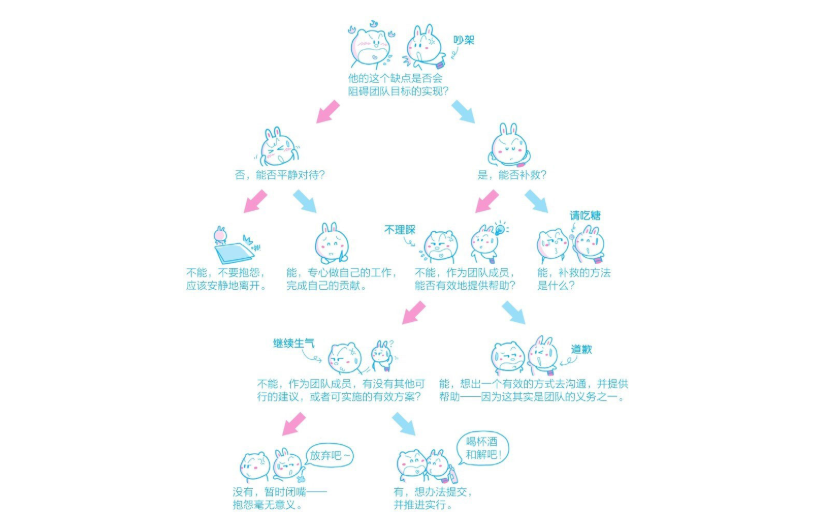 吵架
他的这个缺点是否会
阻碍团队目标的实现？
否，能否平静对待？
是，能否补救？
不能，不要抱怨，
应该安静地离开。
能，专心做自己的工作，
完成自己的贡献。
不理睬
不能，作为团队成员，
能否有效地提供帮助？
请吃糖
能，补救的方法
是什么？
继续生气
不能，作为团队成员，有没有其他可
行的建议，或者可实施的有效方案？
道歉
能，想出一个有效的方式去沟通，并提供
帮助——因为这其实是团队的义务之一。
放弃吧~
没有，暂时闭嘴——
抱怨毫无意义。
喝杯酒
和解吧！
有，想办法提交，
并推进实行。